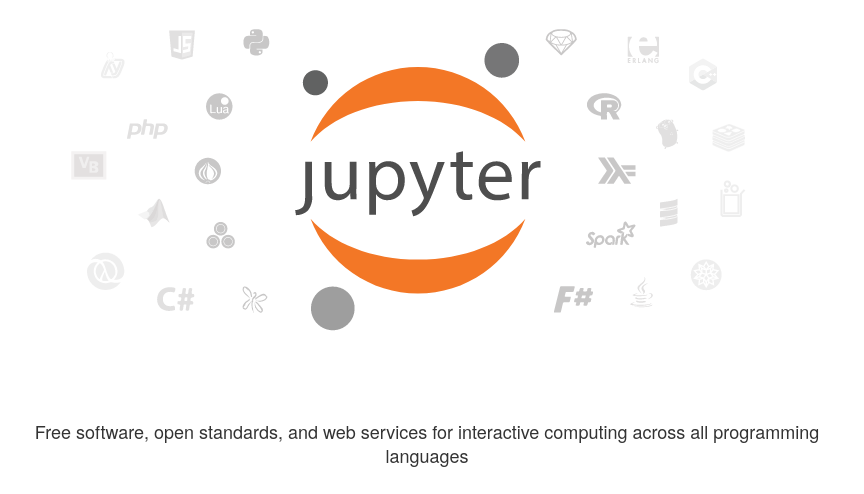 JS
ERLANG
Lua
R
php
VB
jupyter
Spark
C#
F#
Free software, open standards, and web services for interactive computing across all programming
languages